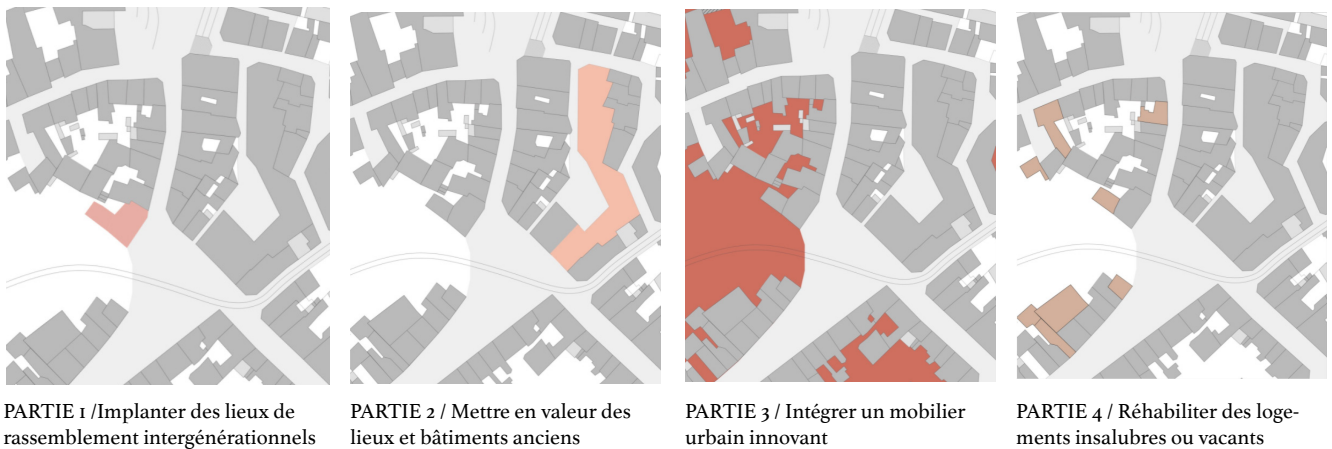 PARTIE 1 /Implanter des lieux de
rassemblement intergénérationnels
PARTIE 2 / Mettre en valeur des
lieux et bâtiments anciens
PARTIE 3 / Intégrer un mobilier
urbain innovant
PARTIE 4 / Réhabiliter des loge-
ments insalubres ou vacants